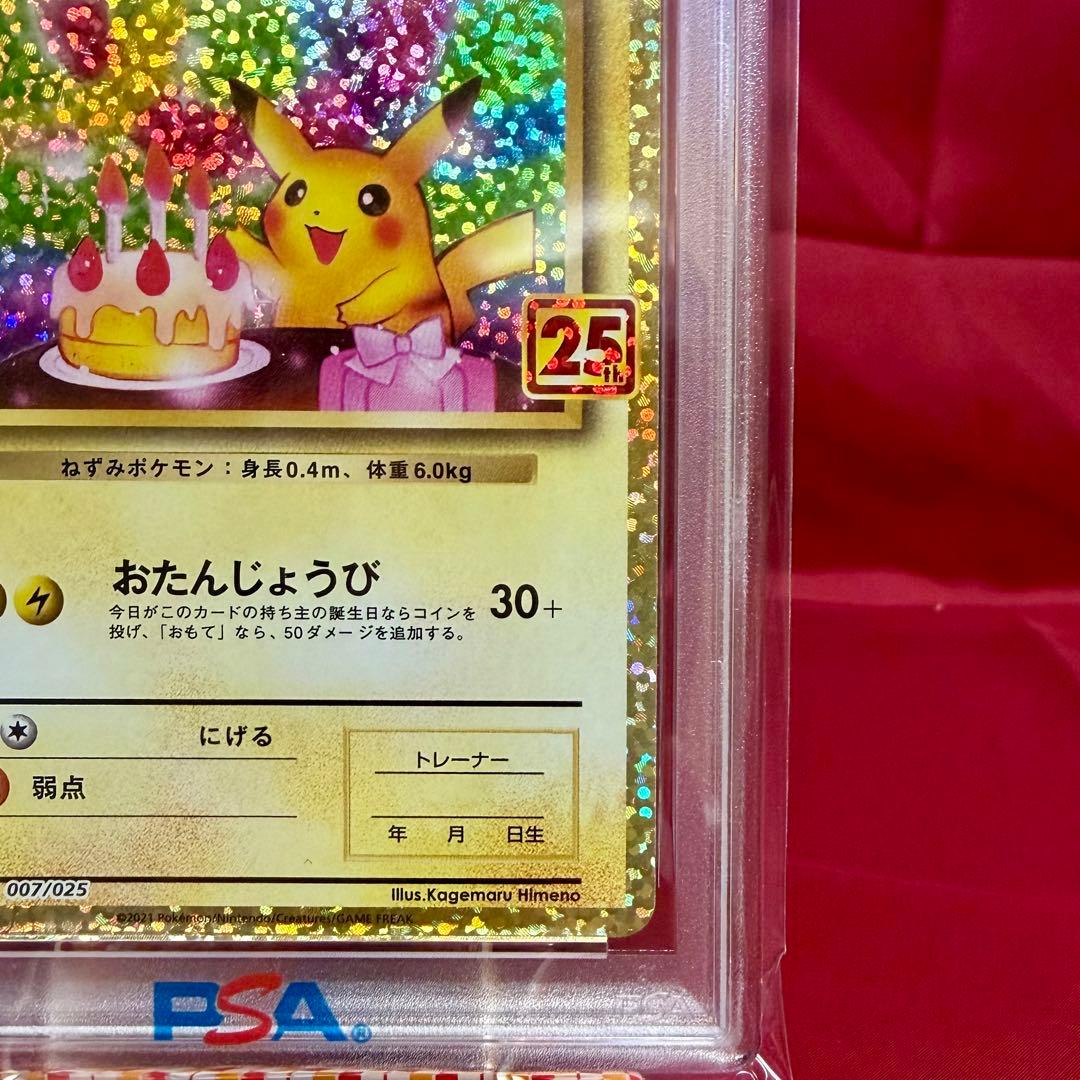 25th
ねずみポケモン：身長0.4m、体重6.0kg
おたんじょうび
30+
今日がこのカードの持ち主の誕生日ならコインを
投げ、「おもて」なら、50ダメージを追加する。
にげる
トレーナー
弱点
年 月 日生
007/025
Illus.Kagemaru Himeno
©2021 Pokémon/Nintendo/Creatures/GAME FREAK
PSA®